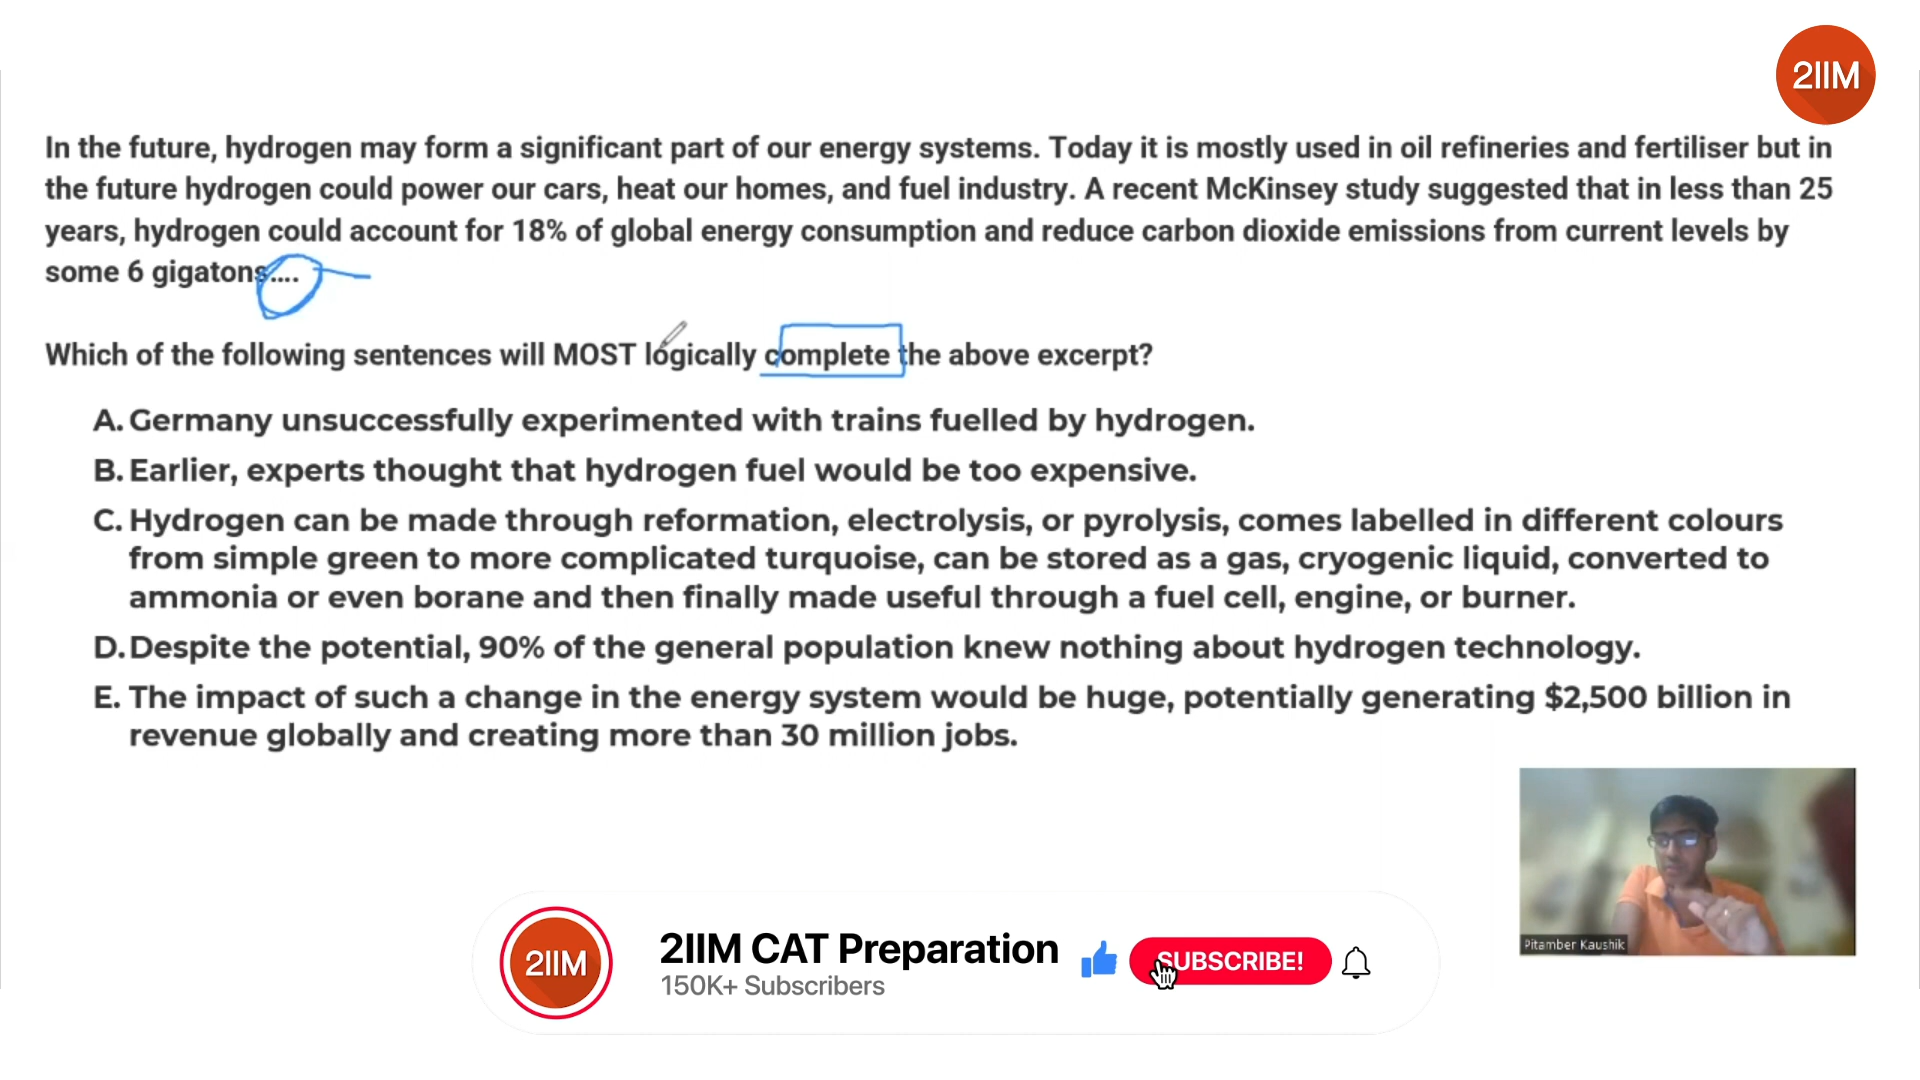 2IIM
In the future, hydrogen may form a significant part of our energy systems. Today it is mostly used in oil refineries and fertiliser but in
the future hydrogen could power our cars, heat our homes, and fuel industry. A recent McKinsey study suggested that in less than 25
years, hydrogen could account for 18% of global energy consumption and reduce carbon dioxide emissions from current levels by
some 6 gigatons....
Which of the following sentences will MOST logically complete the above excerpt?
A. Germany unsuccessfully experimented with trains fuelled by hydrogen.
B. Earlier, experts thought that hydrogen fuel would be too expensive.
C. Hydrogen can be made through reformation, electrolysis, or pyrolysis, comes labelled in different colours
from simple green to more complicated turquoise, can be stored as a gas, cryogenic liquid, converted to
ammonia or even borane and then finally made useful through a fuel cell, engine, or burner.
D. Despite the potential, 90% of the general population knew nothing about hydrogen technology.
E. The impact of such a change in the energy system would be huge, potentially generating $2,500 billion in
revenue globally and creating more than 30 million jobs.
Pitamber Kaushik
2IIM
2IIM CAT Preparation
150K+ Subscribers
SUBSCRIBE!